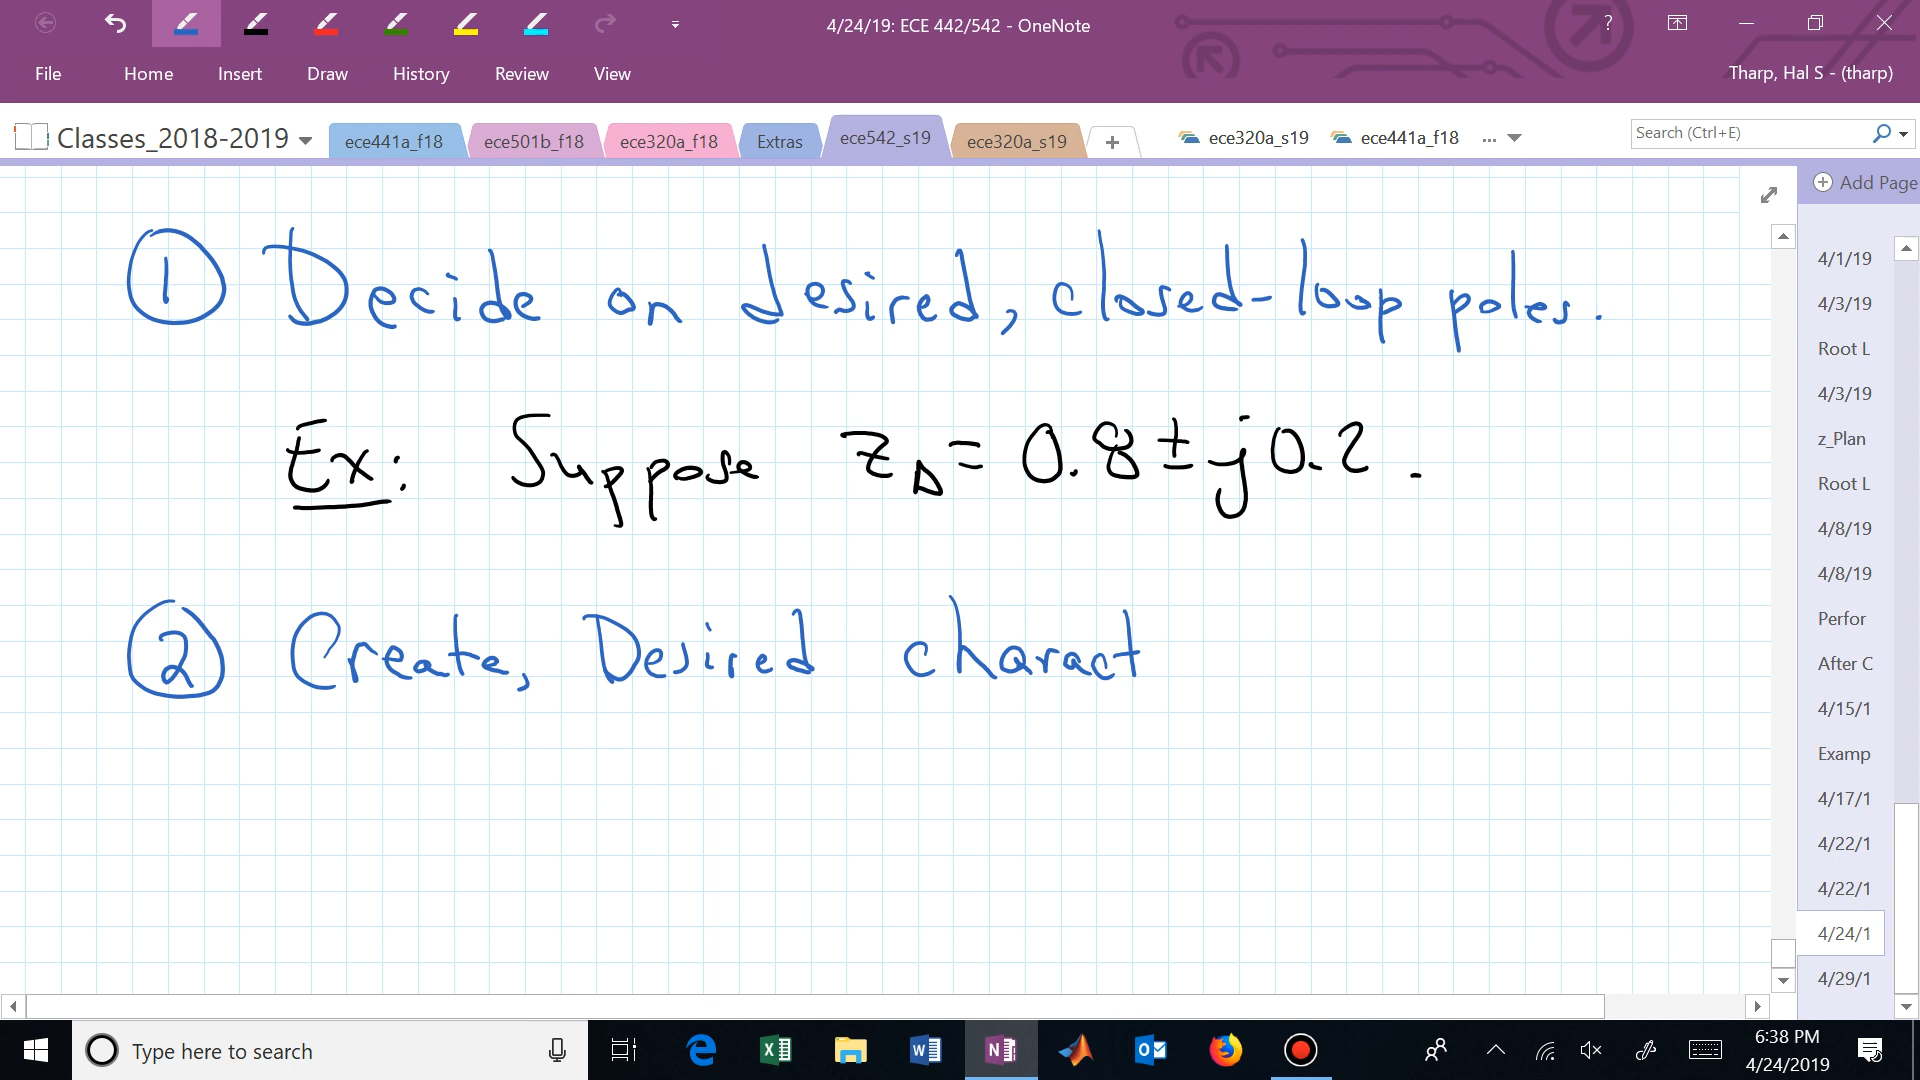 4/24/19: ECE 442/542 - OneNote
?
File Home Insert Draw History Review View
Tharp, Hal S - (tharp)
Classes_2018-2019
ece441a_f18
ece501b_f18
ece320a_f18
Extras
ece542_s19
ece320a_s19
+
ece320a_s19
ece441a_f18
...
Search (Ctrl+E)
Add Page
① Decide on desired, closed-loop poles.
Ex: Suppose z_D = 0.8 ± j0.2 .
② Create, Desired charact
4/1/19
4/3/19
Root L
4/3/19
z_Plan
Root L
4/8/19
4/8/19
Perfor
After C
4/15/1
Examp
4/17/1
4/22/1
4/22/1
4/24/1
4/29/1
Type here to search
6:38 PM
4/24/2019